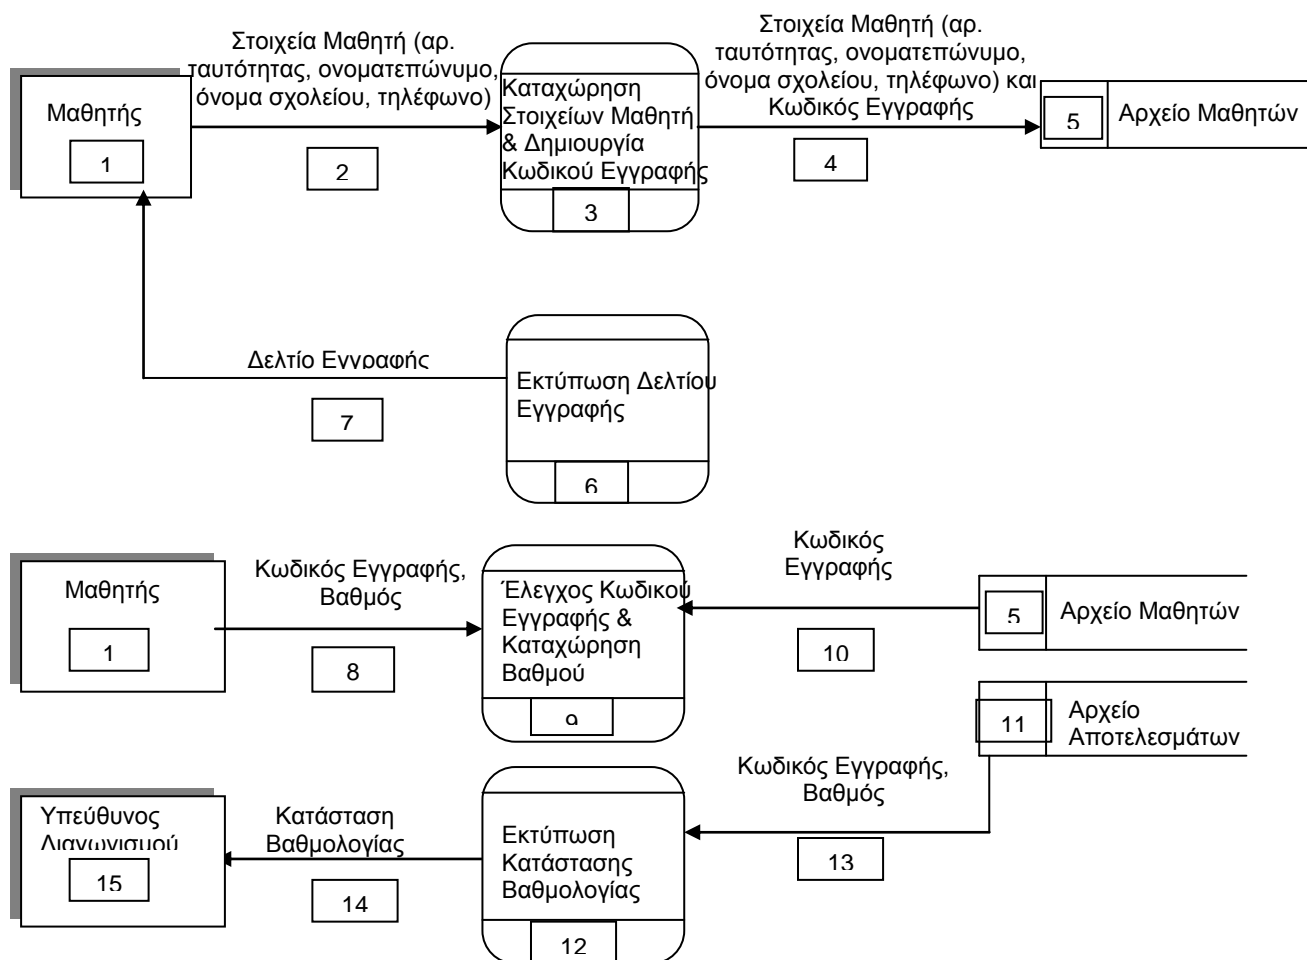 Στοιχεία Μαθητή (αρ.
ταυτότητας, ονοματεπώνυμο,
όνομα σχολείου, τηλέφωνο)
Στοιχεία Μαθητή (αρ.
ταυτότητας, ονοματεπώνυμο,
όνομα σχολείου, τηλέφωνο) και
Κωδικός Εγγραφής
Μαθητής
1
2
Καταχώρηση
Στοιχείων Μαθητή
& Δημιουργία
Κωδικού Εγγραφής
3
4
5
Αρχείο Μαθητών
Δελτίο Εγγραφής
7
Εκτύπωση Δελτίου
Εγγραφής
6
Μαθητής
1
Κωδικός Εγγραφής,
Βαθμός
8
Έλεγχος Κωδικού
Εγγραφής &
Καταχώρηση
Βαθμού
9
Κωδικός
Εγγραφής
10
5
Αρχείο Μαθητών
11
Αρχείο
Αποτελεσμάτων
Κωδικός Εγγραφής,
Βαθμός
13
Υπεύθυνος
Διαγωνισμού
15
Κατάσταση
Βαθμολογίας
14
Εκτύπωση
Κατάστασης
Βαθμολογίας
12